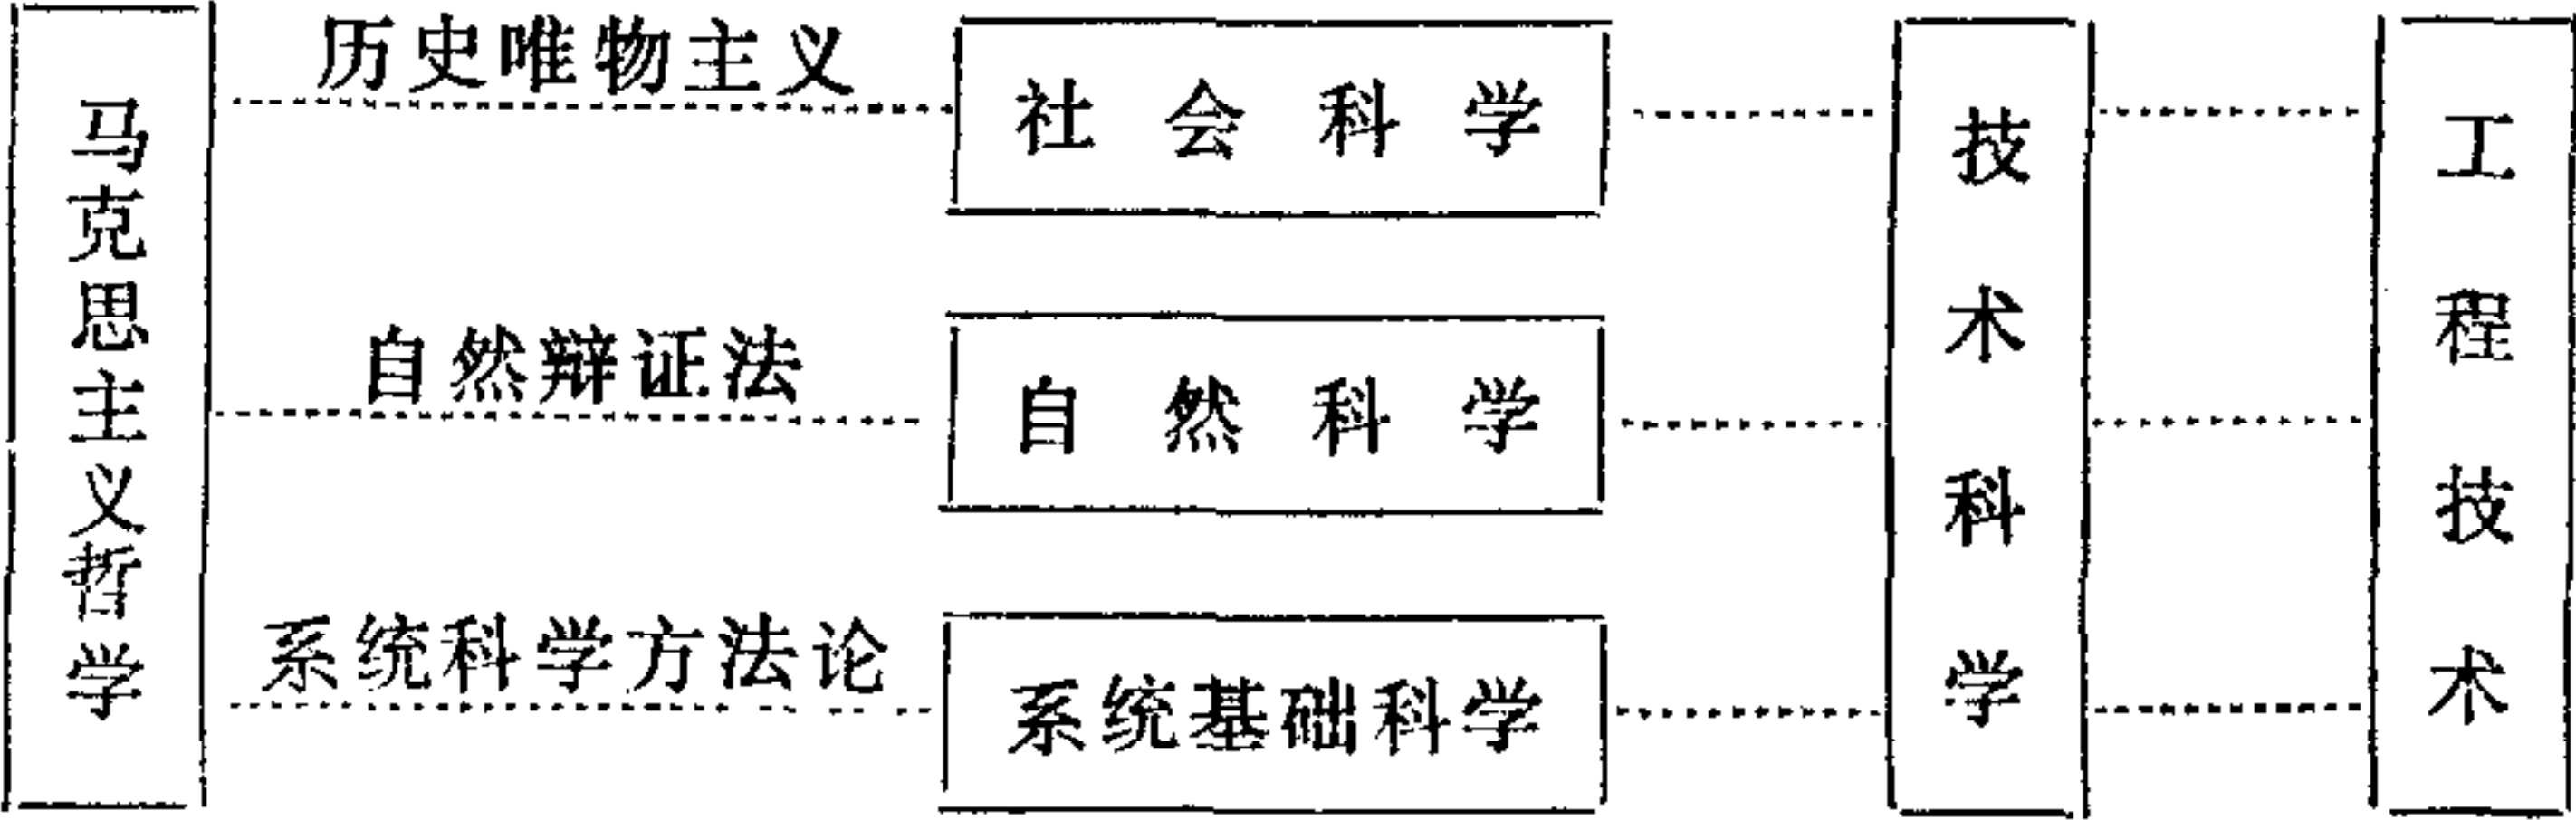 马克思主义哲学
历史唯物主义
社会科学
自然辩证法
自然科学
系统科学方法论
系统基础科学
技术科学
工程技术